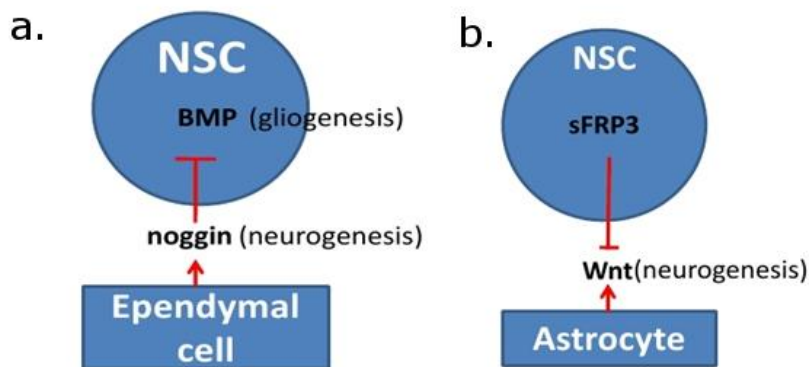 a.
NSC
BMP (gliogenesis)
noggin (neurogenesis)
Ependymal
cell
b.
NSC
sFRP3
Wnt(neurogenesis)
Astrocyte